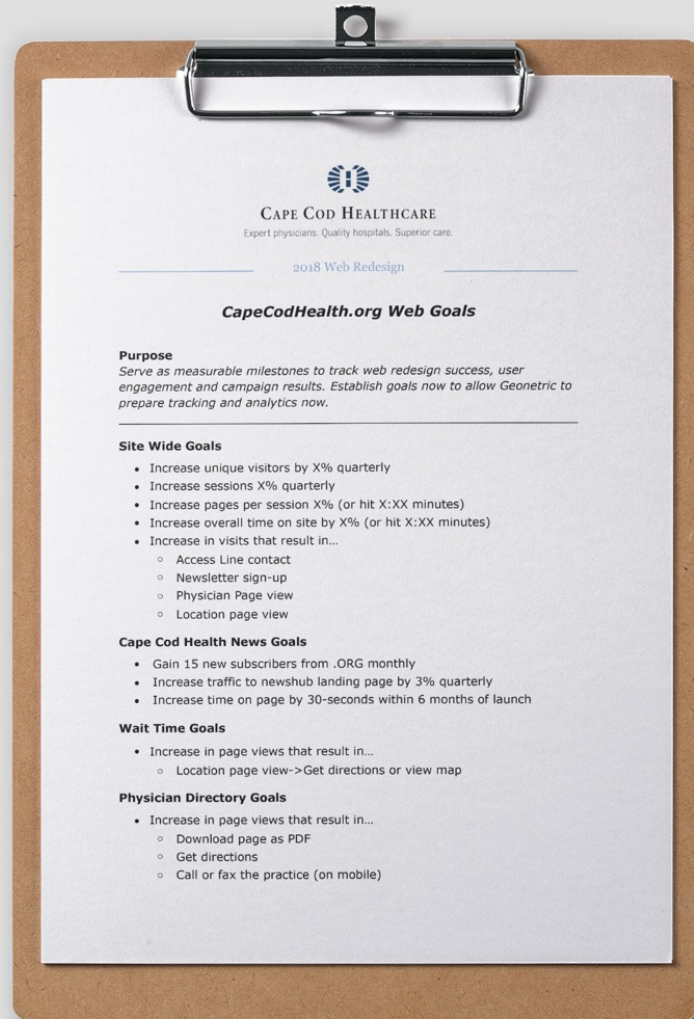 CAPE COD HEALTHCARE
Expert physicians. Quality hospitals. Superior care.
2018 Web Redesign
CapeCodHealth.org Web Goals
Purpose
Serve as measurable milestones to track web redesign success, user
engagement and campaign results. Establish goals now to allow Geonetric to
prepare tracking and analytics now.
Site Wide Goals
• Increase unique visitors by X% quarterly
• Increase sessions X% quarterly
• Increase pages per session X% (or hit X:XX minutes)
• Increase overall time on site by X% (or hit X:XX minutes)
• Increase in visits that result in…
◦ Access Line contact
◦ Newsletter sign-up
◦ Physician Page view
◦ Location page view
Cape Cod Health News Goals
• Gain 15 new subscribers from .ORG monthly
• Increase traffic to newshub landing page by 3% quarterly
• Increase time on page by 30-seconds within 6 months of launch
Wait Time Goals
• Increase in page views that result in…
◦ Location page view->Get directions or view map
Physician Directory Goals
• Increase in page views that result in…
◦ Download page as PDF
◦ Get directions
◦ Call or fax the practice (on mobile)